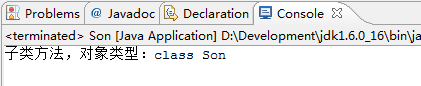 Problems @ Javadoc Declaration Console
<terminated> Son [Java Application] D:\Development\jdk1.6.0_16\bin\ja
子类方法，对象类型：class Son